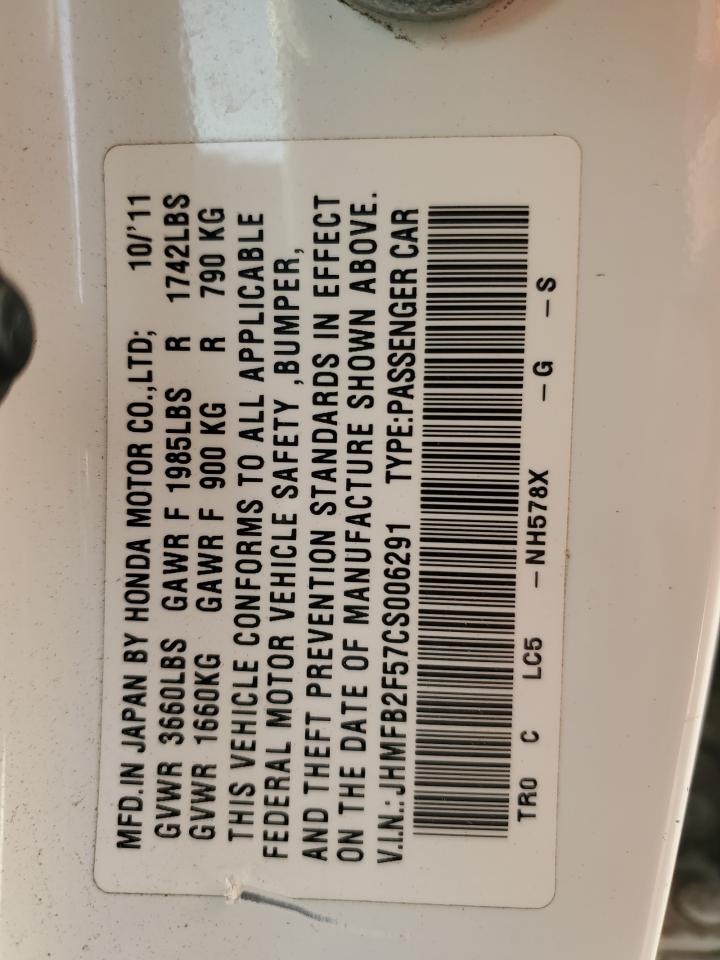 MFD.IN JAPAN BY HONDA MOTOR CO.,LTD; 10/'11
GVWR 3660LBS GAWR F 1985LBS R 1742LBS
GVWR 1660KG GAWR F 900 KG R 790 KG
THIS VEHICLE CONFORMS TO ALL APPLICABLE
FEDERAL MOTOR VEHICLE SAFETY ,BUMPER,
AND THEFT PREVENTION STANDARDS IN EFFECT
ON THE DATE OF MANUFACTURE SHOWN ABOVE.
V.I.N.: JHMFB2F57CS006291 TYPE:PASSENGER CAR
TR0 C LC5 – NH578X – G – S